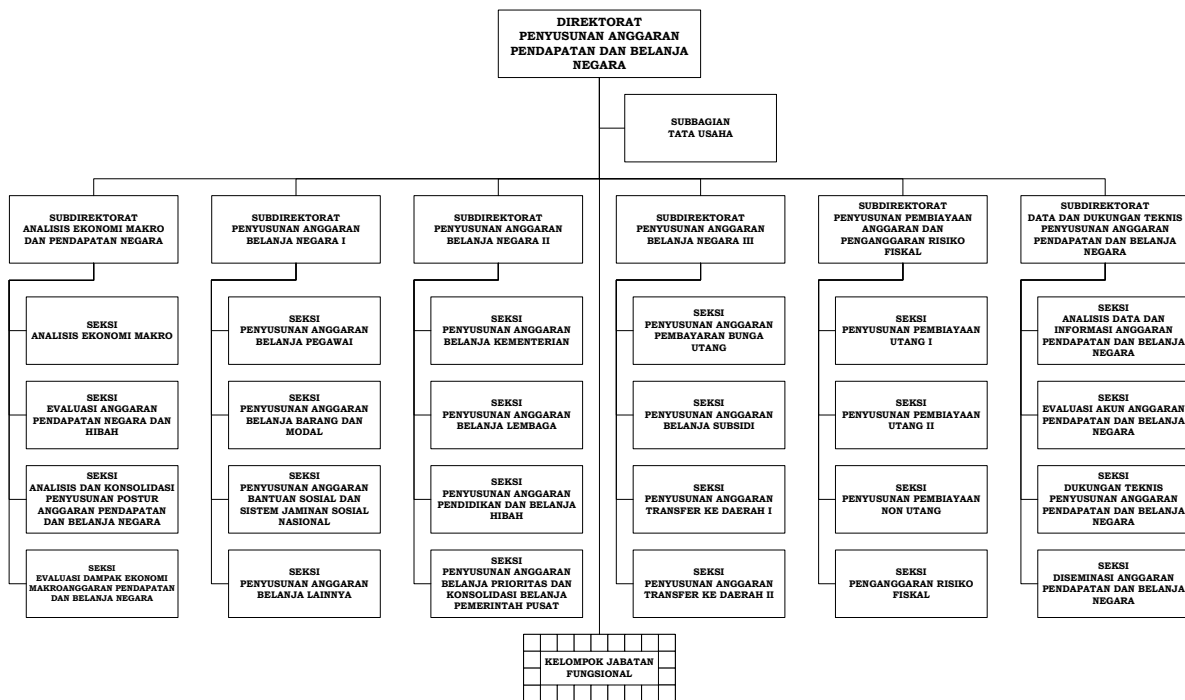 DIREKTORAT
PENYUSUNAN ANGGARAN
PENDAPATAN DAN BELANJA
NEGARA
SUBBAGIAN
TATA USAHA
SUBDIREKTORAT
ANALISIS EKONOMI MAKRO
DAN PENDAPATAN NEGARA
SUBDIREKTORAT
PENYUSUNAN ANGGARAN
BELANJA NEGARA I
SUBDIREKTORAT
PENYUSUNAN ANGGARAN
BELANJA NEGARA II
SUBDIREKTORAT
PENYUSUNAN ANGGARAN
BELANJA NEGARA III
SUBDIREKTORAT
PENYUSUNAN PEMBIAYAAN
ANGGARAN DAN
PENGANGGARAN RISIKO
FISKAL
SUBDIREKTORAT
DATA DAN DUKUNGAN TEKNIS
PENYUSUNAN ANGGARAN
PENDAPATAN DAN BELANJA
NEGARA
SEKSI
ANALISIS EKONOMI MAKRO
SEKSI
PENYUSUNAN ANGGARAN
BELANJA PEGAWAI
SEKSI
PENYUSUNAN ANGGARAN
BELANJA KEMENTERIAN
SEKSI
PENYUSUNAN ANGGARAN
PEMBAYARAN BUNGA
UTANG
SEKSI
PENYUSUNAN PEMBIAYAAN
UTANG I
SEKSI
ANALISIS DATA DAN
INFORMASI ANGGARAN
PENDAPATAN DAN BELANJA
NEGARA
SEKSI
EVALUASI ANGGARAN
PENDAPATAN NEGARA DAN
HIBAH
SEKSI
PENYUSUNAN ANGGARAN
BELANJA BARANG DAN
MODAL
SEKSI
PENYUSUNAN ANGGARAN
BELANJA LEMBAGA
SEKSI
PENYUSUNAN ANGGARAN
BELANJA SUBSIDI
SEKSI
PENYUSUNAN PEMBIAYAAN
UTANG II
SEKSI
EVALUASI AKUN ANGGARAN
PENDAPATAN DAN BELANJA
NEGARA
SEKSI
ANALISIS DAN KONSOLIDASI
PENYUSUNAN POSTUR
ANGGARAN PENDAPATAN
DAN BELANJA NEGARA
SEKSI
PENYUSUNAN ANGGARAN
BANTUAN SOSIAL DAN
SISTEM JAMINAN SOSIAL
NASIONAL
SEKSI
PENYUSUNAN ANGGARAN
PENDIDIKAN DAN BELANJA
HIBAH
SEKSI
PENYUSUNAN ANGGARAN
TRANSFER KE DAERAH I
SEKSI
PENYUSUNAN PEMBIAYAAN
NON UTANG
SEKSI
DUKUNGAN TEKNIS
PENYUSUNAN ANGGARAN
PENDAPATAN DAN BELANJA
NEGARA
SEKSI
EVALUASI DAMPAK EKONOMI
MAKROANGGARAN PENDAPATAN
DAN BELANJA NEGARA
SEKSI
PENYUSUNAN ANGGARAN
BELANJA LAINNYA
SEKSI
PENYUSUNAN ANGGARAN
BELANJA PRIORITAS DAN
KONSOLIDASI BELANJA
PEMERINTAH PUSAT
SEKSI
PENYUSUNAN ANGGARAN
TRANSFER KE DAERAH II
SEKSI
PENGANGGARAN RISIKO
FISKAL
SEKSI
DISEMINASI ANGGARAN
PENDAPATAN DAN BELANJA
NEGARA
KELOMPOK JABATAN
FUNGSIONAL